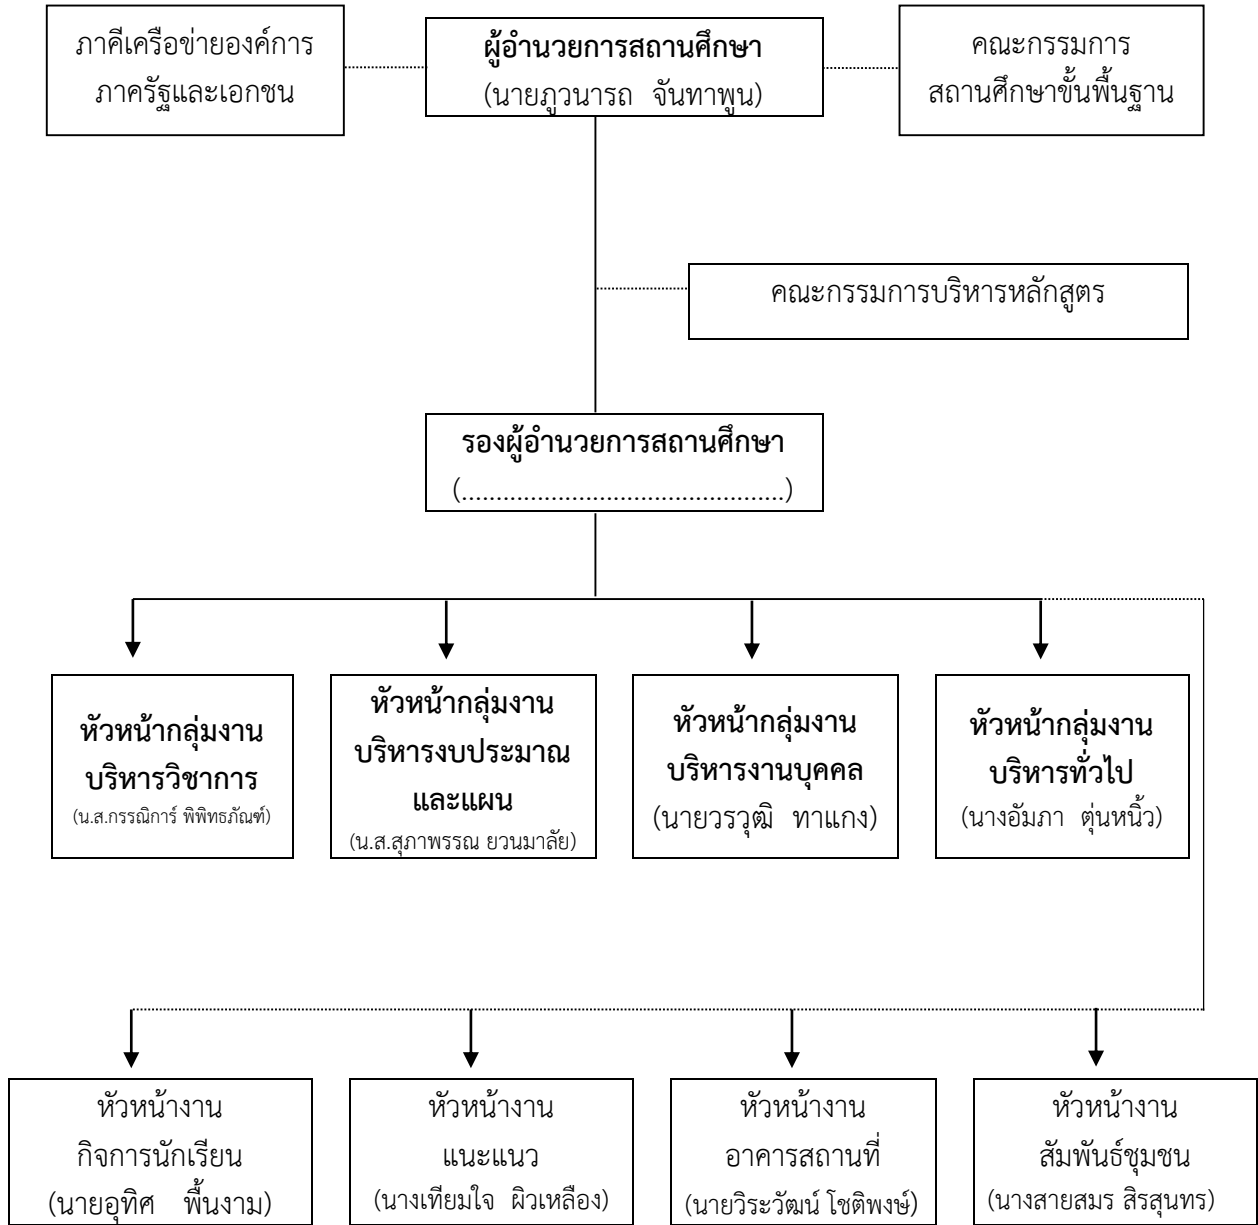 ภาคีเครือข่ายองค์การ
ภาครัฐและเอกชน
ผู้อำนวยการสถานศึกษา
(นายภูวนารถ  จันทาพูน)
คณะกรรมการ
สถานศึกษาขั้นพื้นฐาน
คณะกรรมการบริหารหลักสูตร
รองผู้อำนวยการสถานศึกษา
(..............................................)
หัวหน้ากลุ่มงาน
บริหารวิชาการ
(น.ส.กรรณิการ์ พิพิทธภัณฑ์)
หัวหน้ากลุ่มงาน
บริหารงบประมาณ
และแผน
(น.ส.สุภาพรรณ ยวนมาลัย)
หัวหน้ากลุ่มงาน
บริหารงานบุคคล
(นายวรวุฒิ  ทาแกง)
หัวหน้ากลุ่มงาน
บริหารทั่วไป
(นางอัมภา  ตุ่นหนิ้ว)
หัวหน้างาน
กิจการนักเรียน
(นายอุทิศ   พื้นงาม)
หัวหน้างาน
แนะแนว
(นางเทียมใจ  ผิวเหลือง)
หัวหน้างาน
อาคารสถานที่
(นายวิระวัฒน์ โชติพงษ์)
หัวหน้างาน
สัมพันธ์ชุมชน
(นางสายสมร สิรสุนทร)